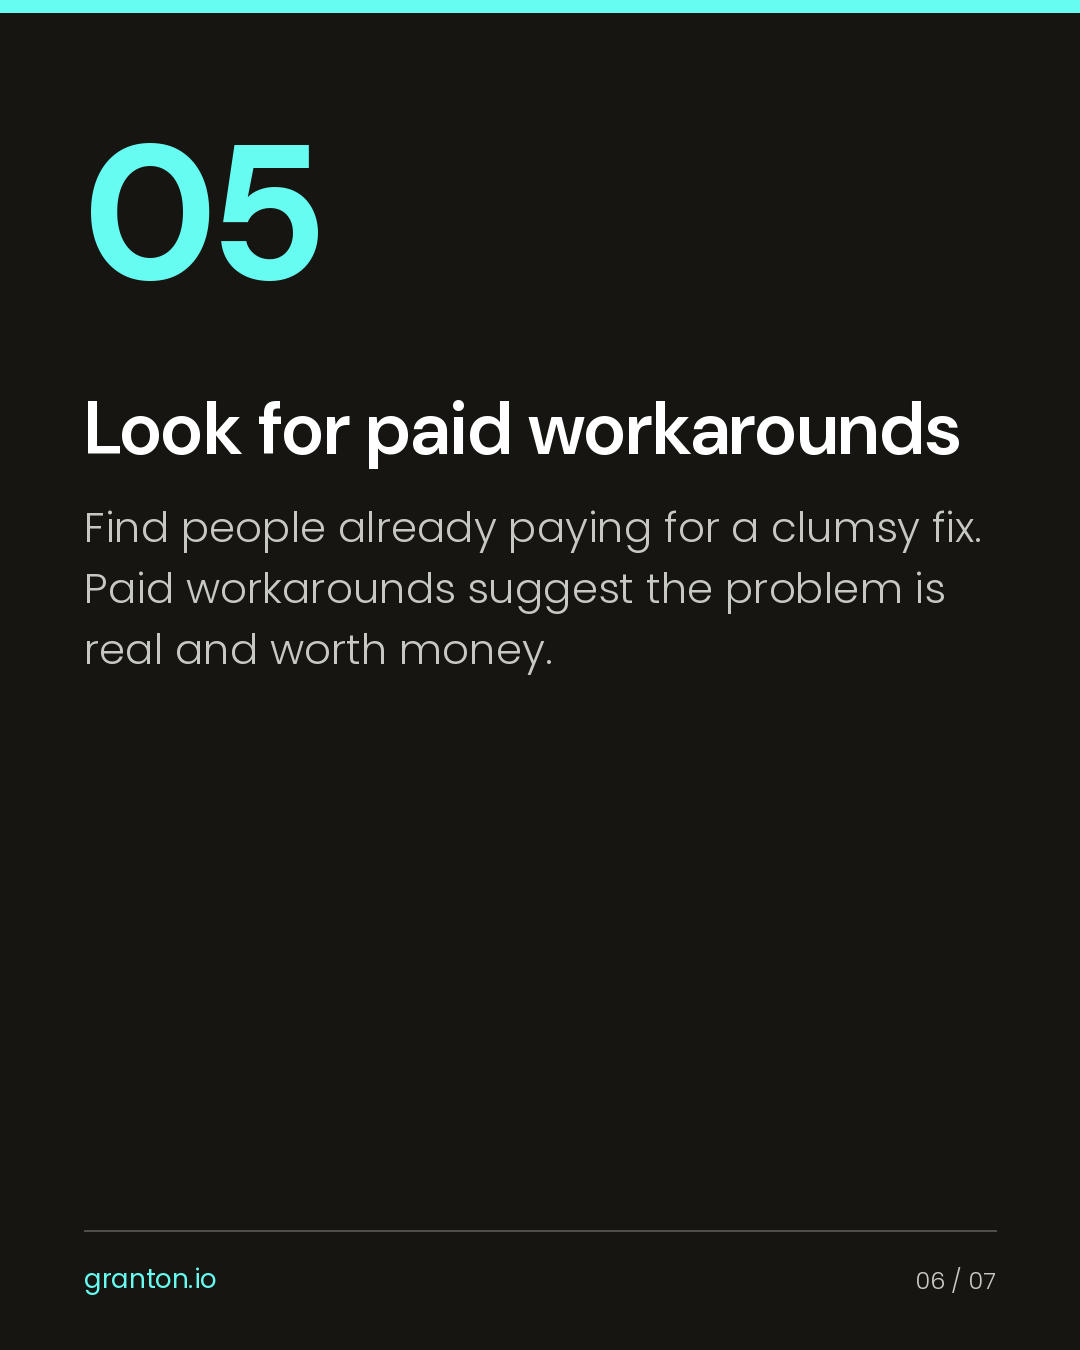 05
Look for paid workarounds
Find people already paying for a clumsy fix.
Paid workarounds suggest the problem is
real and worth money.
granton.io
06 / 07